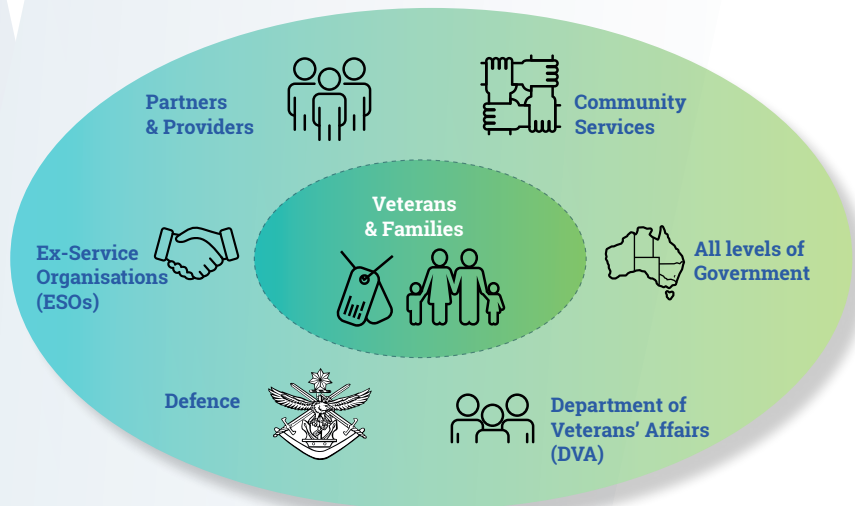 Partners
& Providers
Community
Services
Veterans
& Families
Ex-Service
Organisations
(ESOs)
All levels of
Government
Defence
Department of
Veterans’ Affairs
(DVA)